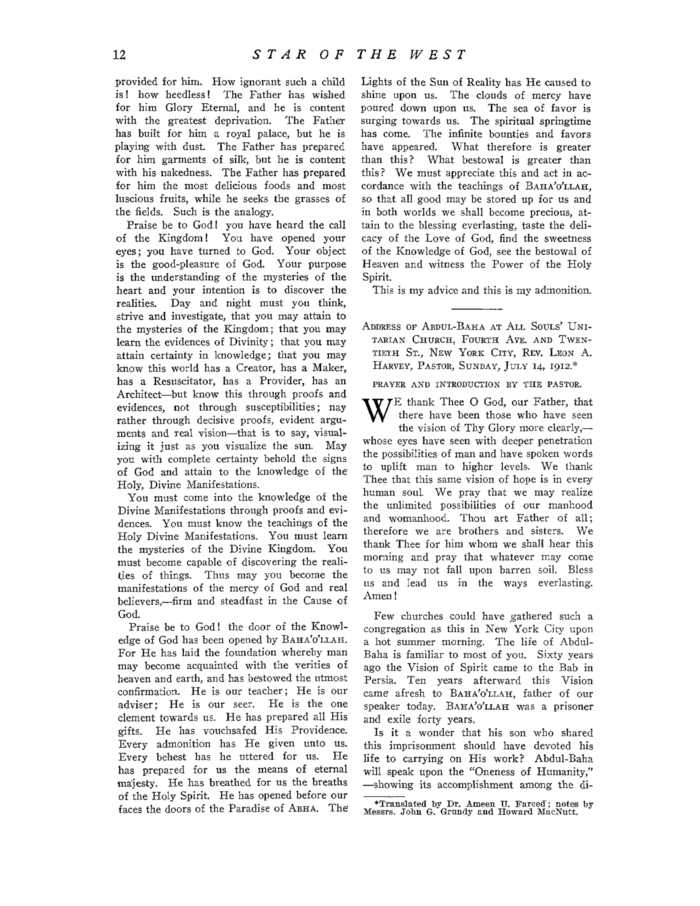 12
STAR OF THE WEST
provided for him. How ignorant such a child
is! how heedless! The Father has wished
for him Glory Eternal, and he is content
with the greatest deprivation. The Father
has built for him a royal palace, but he is
playing with dust. The Father has prepared
for him garments of silk, but he is content
with his nakedness. The Father has prepared
for him the most delicious foods and most
luscious fruits, while he seeks the grasses of
the fields. Such is the analogy.
Praise be to God! you have heard the call
of the Kingdom! You have opened your
eyes; you have turned to God. Your object
is the good-pleasure of God. Your purpose
is the understanding of the mysteries of the
heart and your intention is to discover the
realities. Day and night must you think,
strive and investigate, that you may attain to
the mysteries of the Kingdom; that you may
learn the evidences of Divinity; that you may
attain certainty in knowledge; that you may
know this world has a Creator, has a Maker,
has a Resuscitator, has a Provider, has an
Architect—but know this through proofs and
evidences, not through susceptibilities; nay
rather through decisive proofs, evident argu-
ments and real vision—that is to say, visual-
izing it just as you visualize the sun. May
you with complete certainty behold the signs
of God and attain to the knowledge of the
Holy, Divine Manifestations.
You must come into the knowledge of the
Divine Manifestations through proofs and evi-
dences. You must know the teachings of the
Holy Divine Manifestations. You must learn
the mysteries of the Divine Kingdom. You
must become capable of discovering the reali-
ties of things. Thus may you become the
manifestations of the mercy of God and real
believers,—firm and steadfast in the Cause of
God.
Praise be to God! the door of the Knowl-
edge of God has been opened by BAHA'O'LLAH.
For He has laid the foundation whereby man
may become acquainted with the verities of
heaven and earth, and has bestowed the utmost
confirmation. He is our teacher; He is our
adviser; He is our seer. He is the one
clement towards us. He has prepared all His
gifts. He has vouchsafed His Providence.
Every admonition has He given unto us.
Every behest has he uttered for us. He
has prepared for us the means of eternal
majesty. He has breathed for us the breaths
of the Holy Spirit. He has opened before our
faces the doors of the Paradise of ABHA. The
Lights of the Sun of Reality has He caused to
shine upon us. The clouds of mercy have
poured down upon us. The sea of favor is
surging towards us. The spiritual springtime
has come. The infinite bounties and favors
have appeared. What therefore is greater
than this? What bestowal is greater than
this? We must appreciate this and act in ac-
cordance with the teachings of BAHA'O'LLAH,
so that all good may be stored up for us and
in both worlds we shall become precious, at-
tain to the blessing everlasting, taste the deli-
cacy of the Love of God, find the sweetness
of the Knowledge of God, see the bestowal of
Heaven and witness the Power of the Holy
Spirit.
This is my advice and this is my admonition.
ADDRESS OF ABDUL-BAHA AT ALL SOULS' UNI-
TARIAN CHURCH, FOURTH AVE. AND TWEN-
TIETH ST., NEW YORK CITY, REV. LEON A.
HARVEY, PASTOR, SUNDAY, JULY 14, 1912.*
PRAYER AND INTRODUCTION BY THE PASTOR.
WE thank Thee O God, our Father, that
there have been those who have seen
the vision of Thy Glory more clearly,—
whose eyes have seen with deeper penetration
the possibilities of man and have spoken words
to uplift man to higher levels. We thank
Thee that this same vision of hope is in every
human soul. We pray that we may realize
the unlimited possibilities of our manhood
and womanhood. Thou art Father of all;
therefore we are brothers and sisters. We
thank Thee for him whom we shall hear this
morning and pray that whatever may come
to us may not fall upon barren soil. Bless
us and lead us in the ways everlasting.
Amen!
Few churches could have gathered such a
congregation as this in New York City upon
a hot summer morning. The life of Abdul-
Baha is familiar to most of you. Sixty years
ago the Vision of Spirit came to the Bab in
Persia. Ten years afterward this Vision
came afresh to BAHA'O'LLAH, father of our
speaker today. BAHA'O'LLAH was a prisoner
and exile forty years.
Is it a wonder that his son who shared
this imprisonment should have devoted his
life to carrying on His work? Abdul-Baha
will speak upon the "Oneness of Humanity,"
—showing its accomplishment among the di-
*Translated by Dr. Ameen U. Fareed; notes by
Messrs. John G. Grundy and Howard MacNutt.